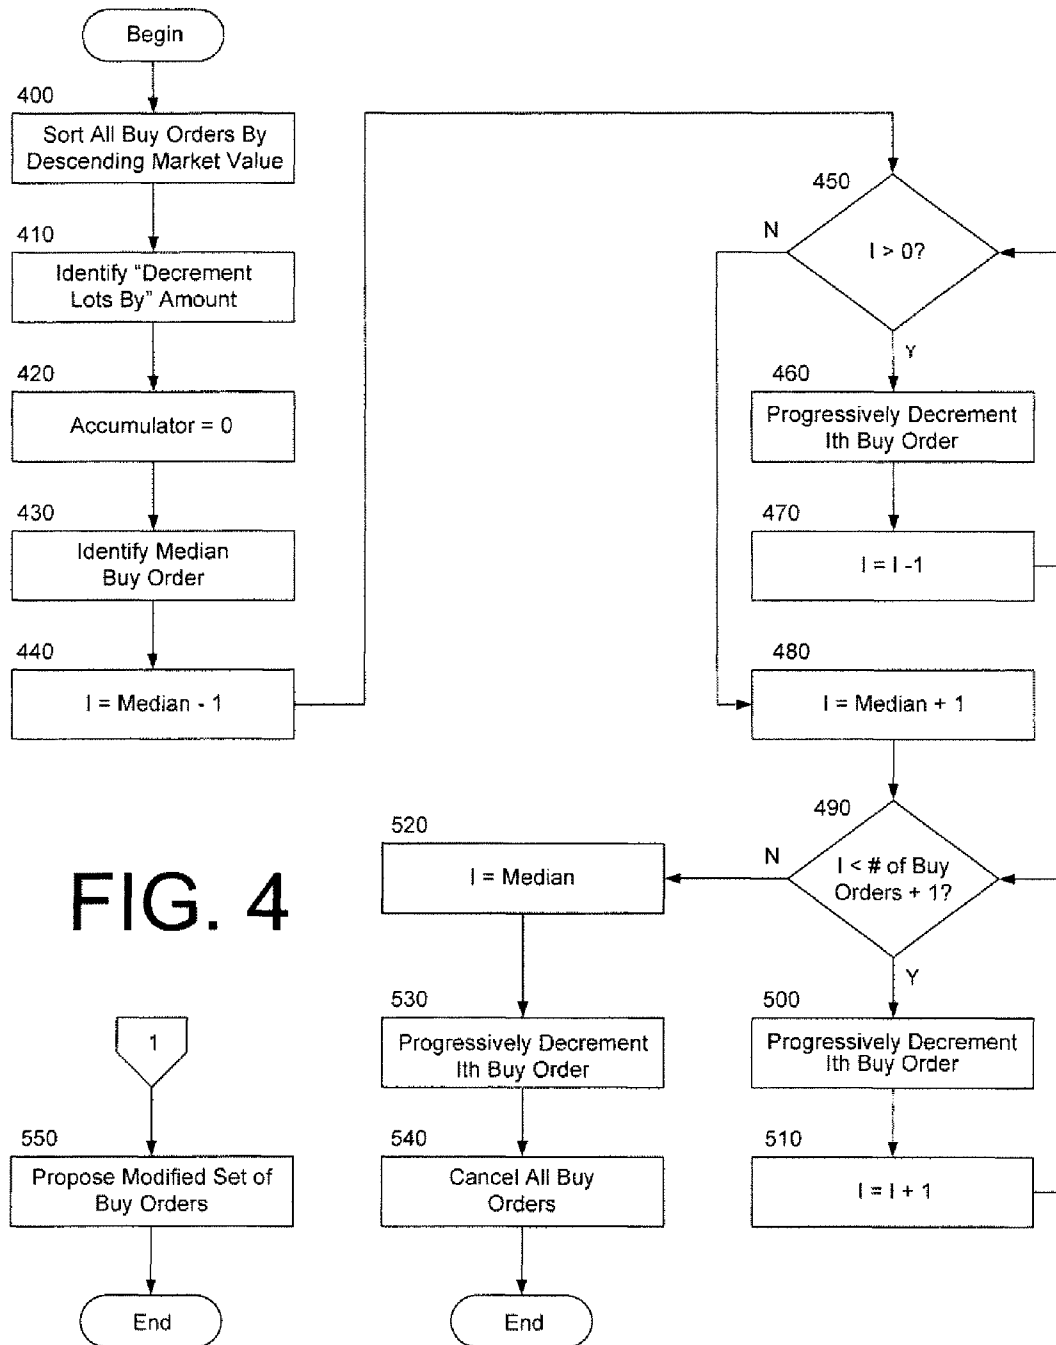 Begin
400
Sort All Buy Orders By
Descending Market Value
410
Identify "Decrement
Lots By" Amount
420
Accumulator = 0
430
Identify Median
Buy Order
440
I = Median - 1
450
I > 0?
N
Y
460
Progressively Decrement
Ith Buy Order
470
I = I -1
480
I = Median + 1
490
I < # of Buy
Orders + 1?
N
Y
500
Progressively Decrement
Ith Buy Order
510
I = I + 1
520
I = Median
530
Progressively Decrement
Ith Buy Order
540
Cancel All Buy
Orders
End
FIG. 4
1
550
Propose Modified Set of
Buy Orders
End